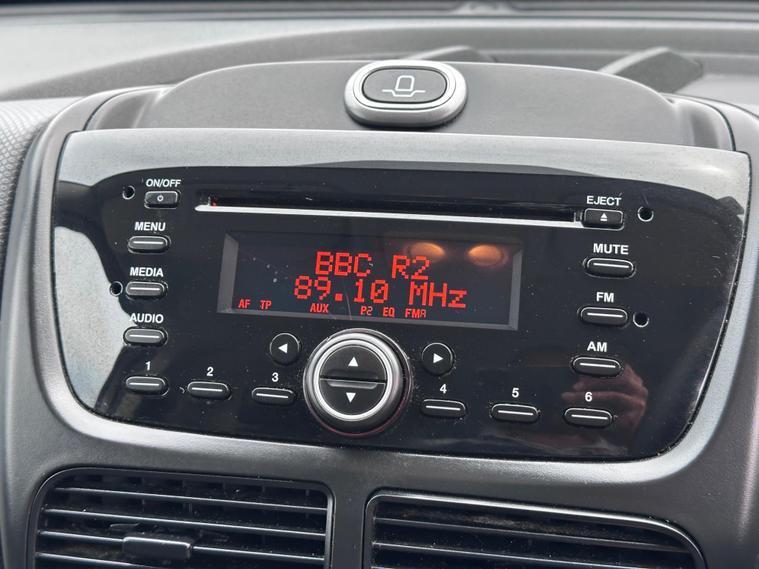 ON/OFF
EJECT
MENU
MUTE
BBC R2
MEDIA
89.10 MHz
FM
AF TP AUX P2 EQ FMA
AUDIO
AM
1
2
3
4
5
6